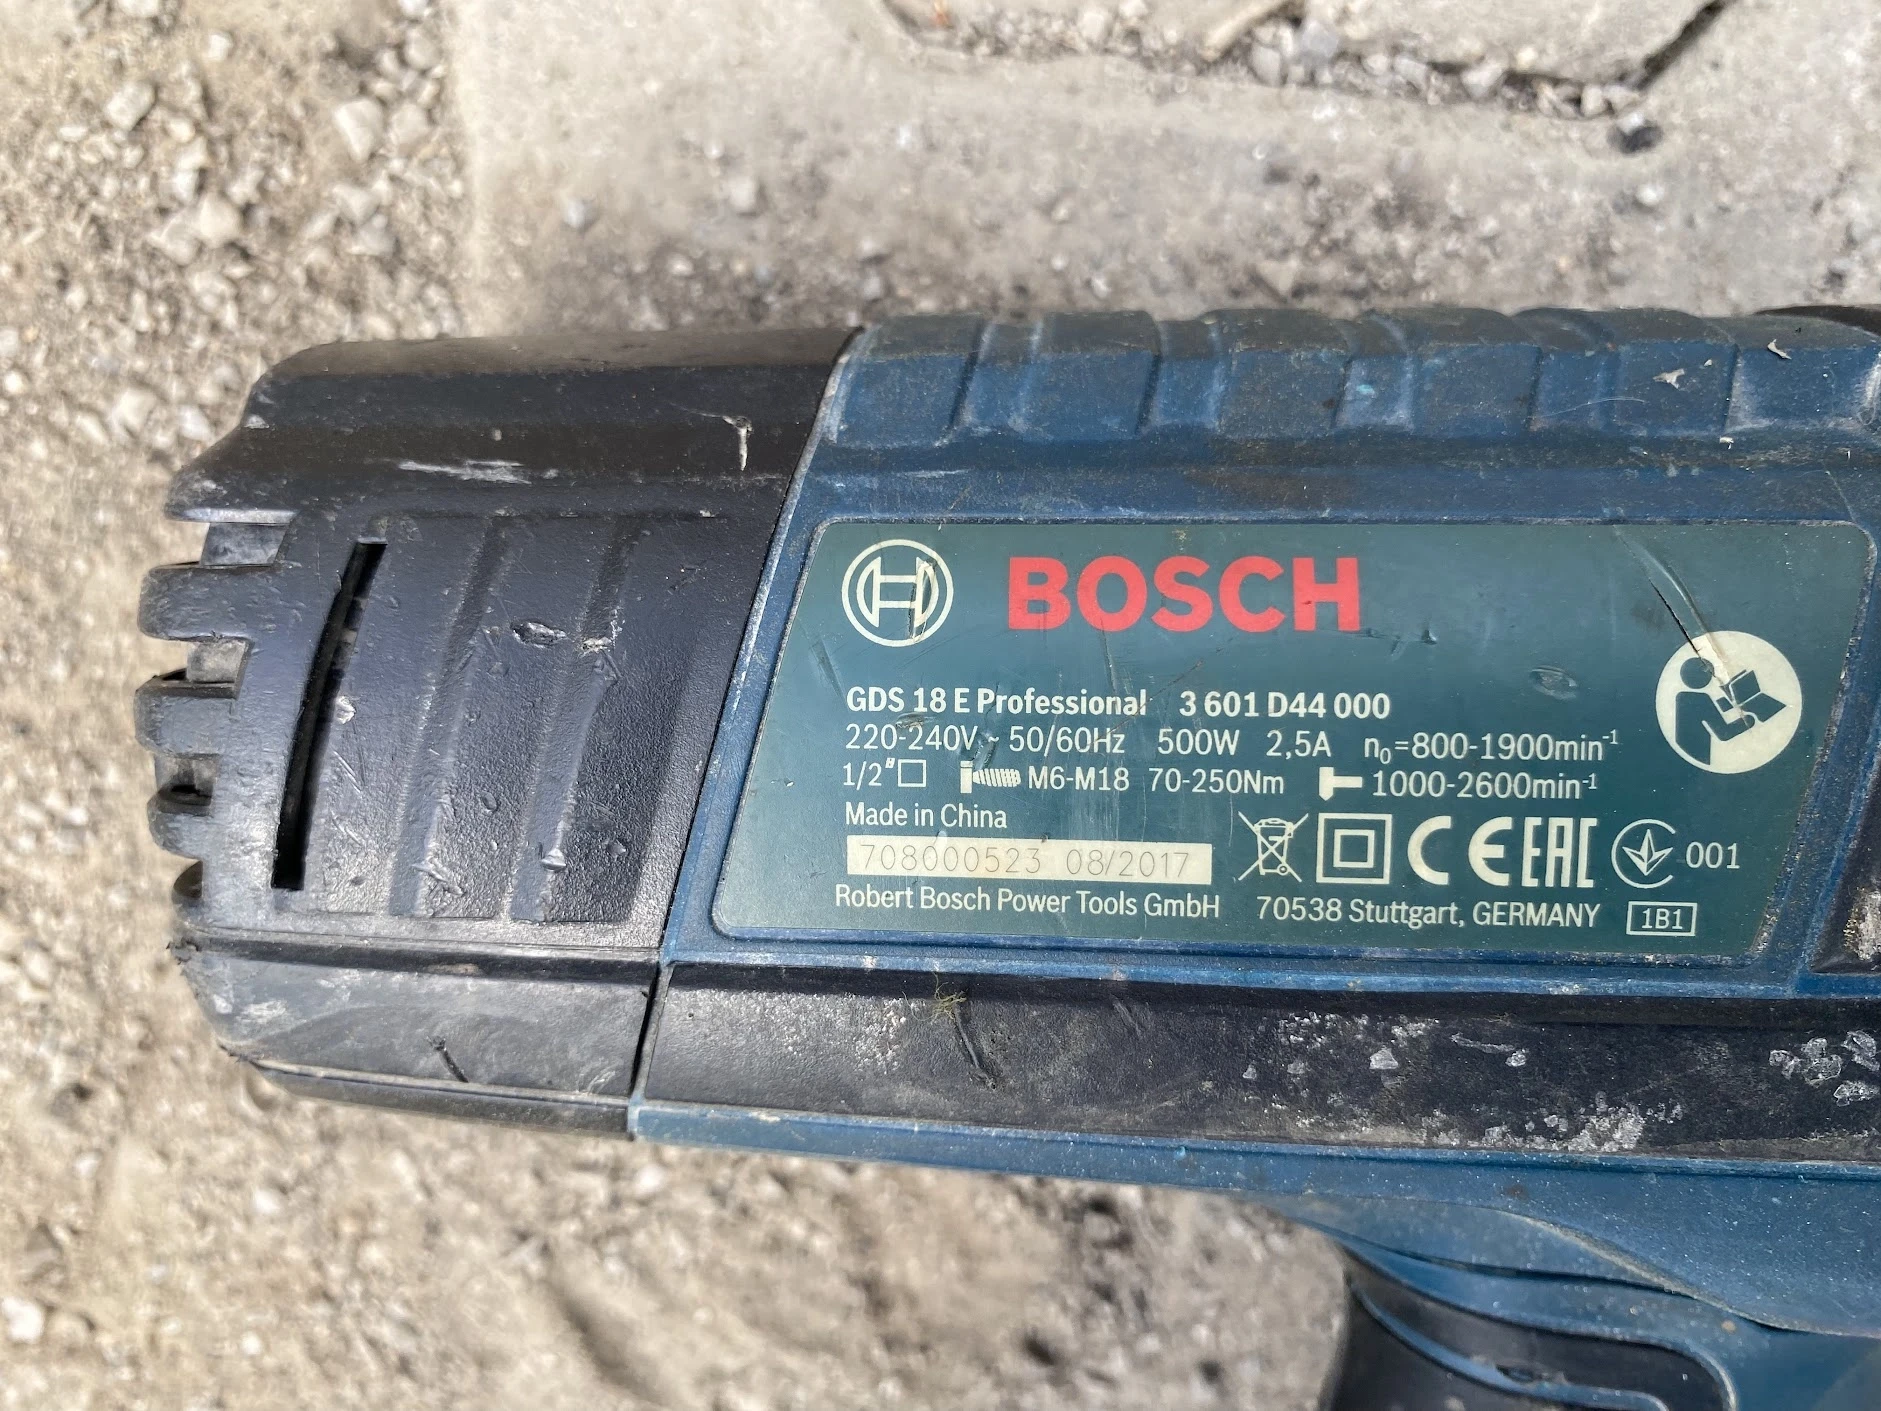 BOSCH
GDS 18 E Professional 3 601 D44 000
220-240V ~ 50/60Hz 500W 2,5A n₀=800-1900min⁻¹
1/2" M6-M18 70-250Nm 1000-2600min⁻¹
Made in China
708000523 08/2017
CE EAC 001
Robert Bosch Power Tools GmbH 70538 Stuttgart, GERMANY 1B1